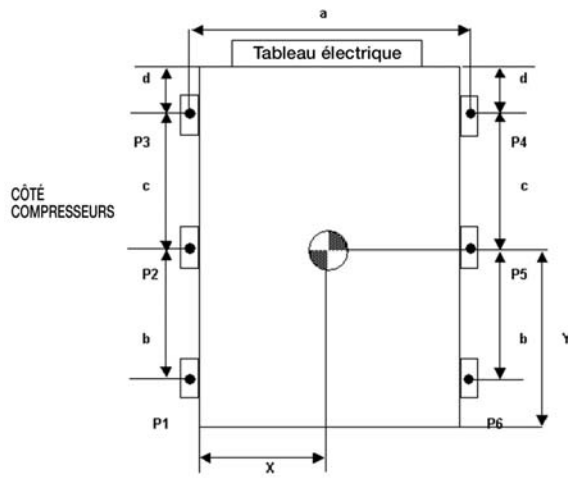 a
Tableau électrique
d
d
P3
P4
c
c
CÔTÉ
COMPRESSEURS
P2
P5
b
b
Y
P1
P6
X